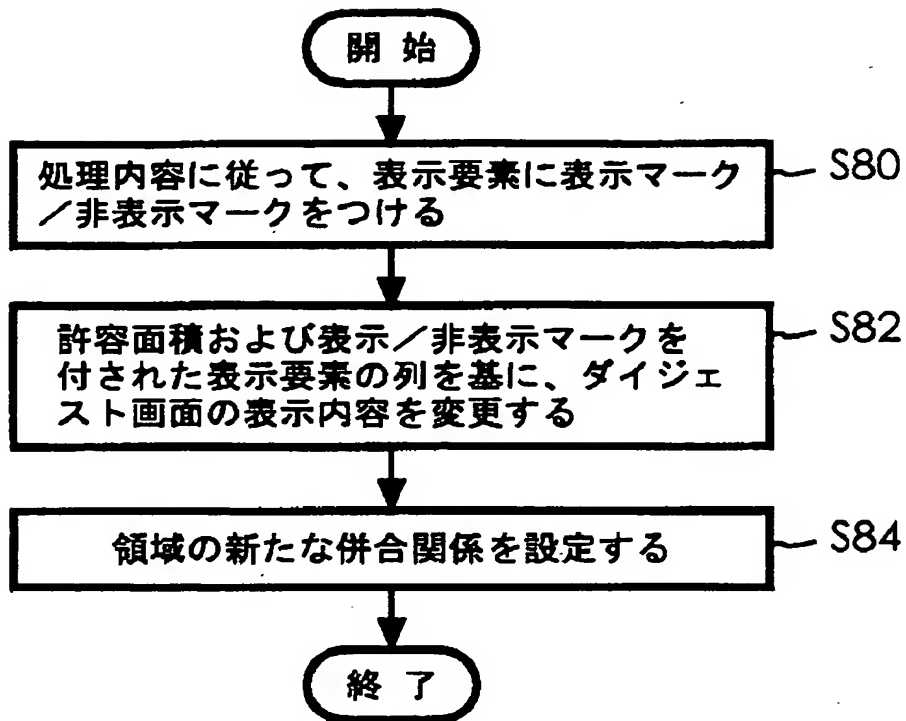 開 始
処理内容に従って、表示要素に表示マーク
／非表示マークをつける
S80
許容面積および表示／非表示マークを
付された表示要素の列を基に、ダイジェ
スト画面の表示内容を変更する
S82
領域の新たな併合関係を設定する
S84
終 了